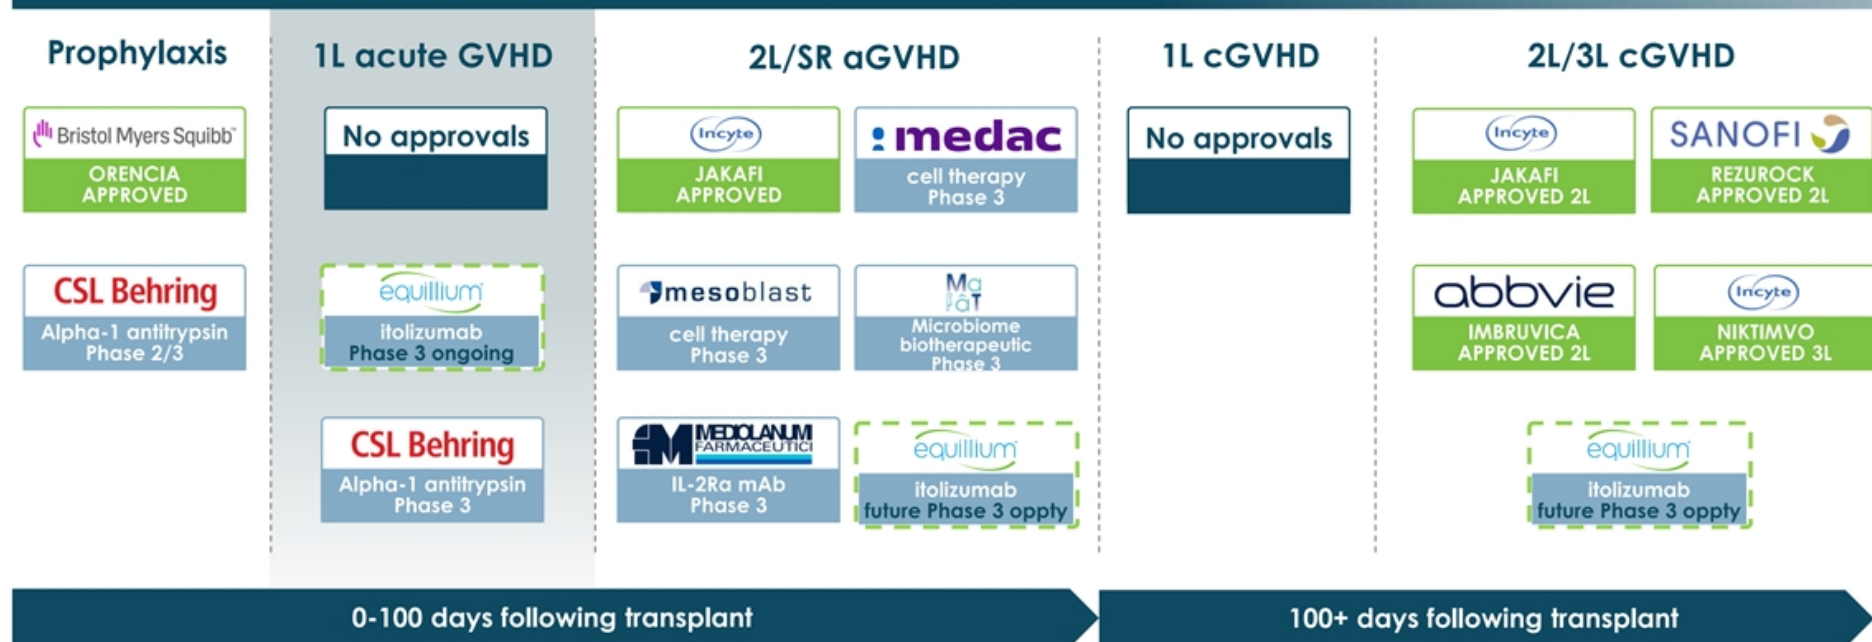 Prophylaxis
Bristol Myers Squibb™
ORENCIA
APPROVED
CSL Behring
Alpha-1 antitrypsin
Phase 2/3
1L acute GVHD
No approvals
equillium
itolizumab
Phase 3 ongoing
CSL Behring
Alpha-1 antitrypsin
Phase 3
2L/SR aGVHD
Incyte
JAKAFI
APPROVED
medac
cell therapy
Phase 3
mesoblast
cell therapy
Phase 3
Ma
PâT
Microbiome
biotherapeutic
Phase 3
MEDIOLANUM
FARMACEUTICI
IL-2Ra mAb
Phase 3
equillium
itolizumab
future Phase 3 oppty
1L cGVHD
No approvals
2L/3L cGVHD
Incyte
JAKAFI
APPROVED 2L
SANOFI
REZUROCK
APPROVED 2L
abbvie
IMBRUVICA
APPROVED 2L
Incyte
NIKTIMVO
APPROVED 3L
equillium
itolizumab
future Phase 3 oppty
0-100 days following transplant
100+ days following transplant